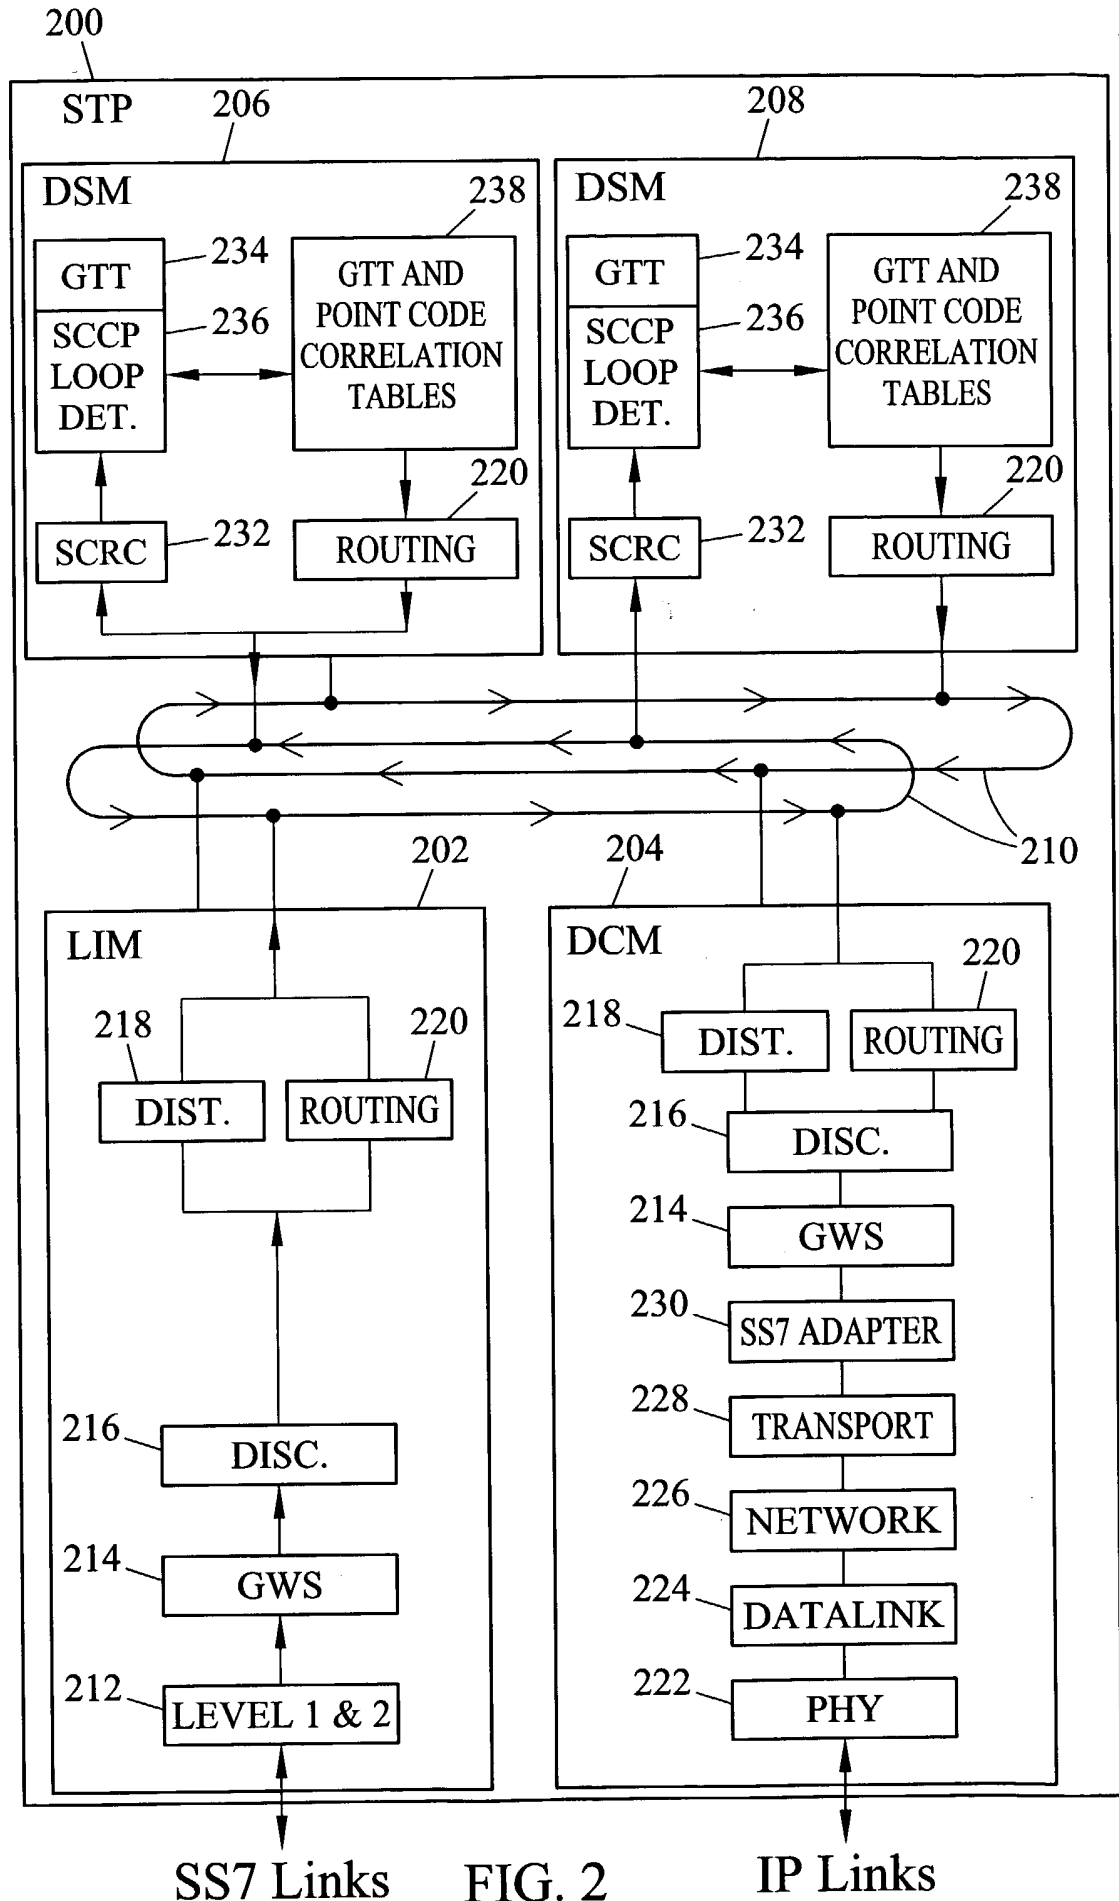 200
STP
206
208
DSM
238
GTT
234
SCCP
LOOP
DET.
236
GTT AND
POINT CODE
CORRELATION
TABLES
220
SCRC
232
ROUTING
DSM
238
GTT
234
SCCP
LOOP
DET.
236
GTT AND
POINT CODE
CORRELATION
TABLES
220
SCRC
232
ROUTING
210
202
LIM
218
220
DIST.
ROUTING
216
DISC.
214
GWS
212
LEVEL 1 & 2
SS7 Links
204
DCM
220
218
DIST.
ROUTING
216
DISC.
214
GWS
230
SS7 ADAPTER
228
TRANSPORT
226
NETWORK
224
DATALINK
222
PHY
IP Links
FIG. 2